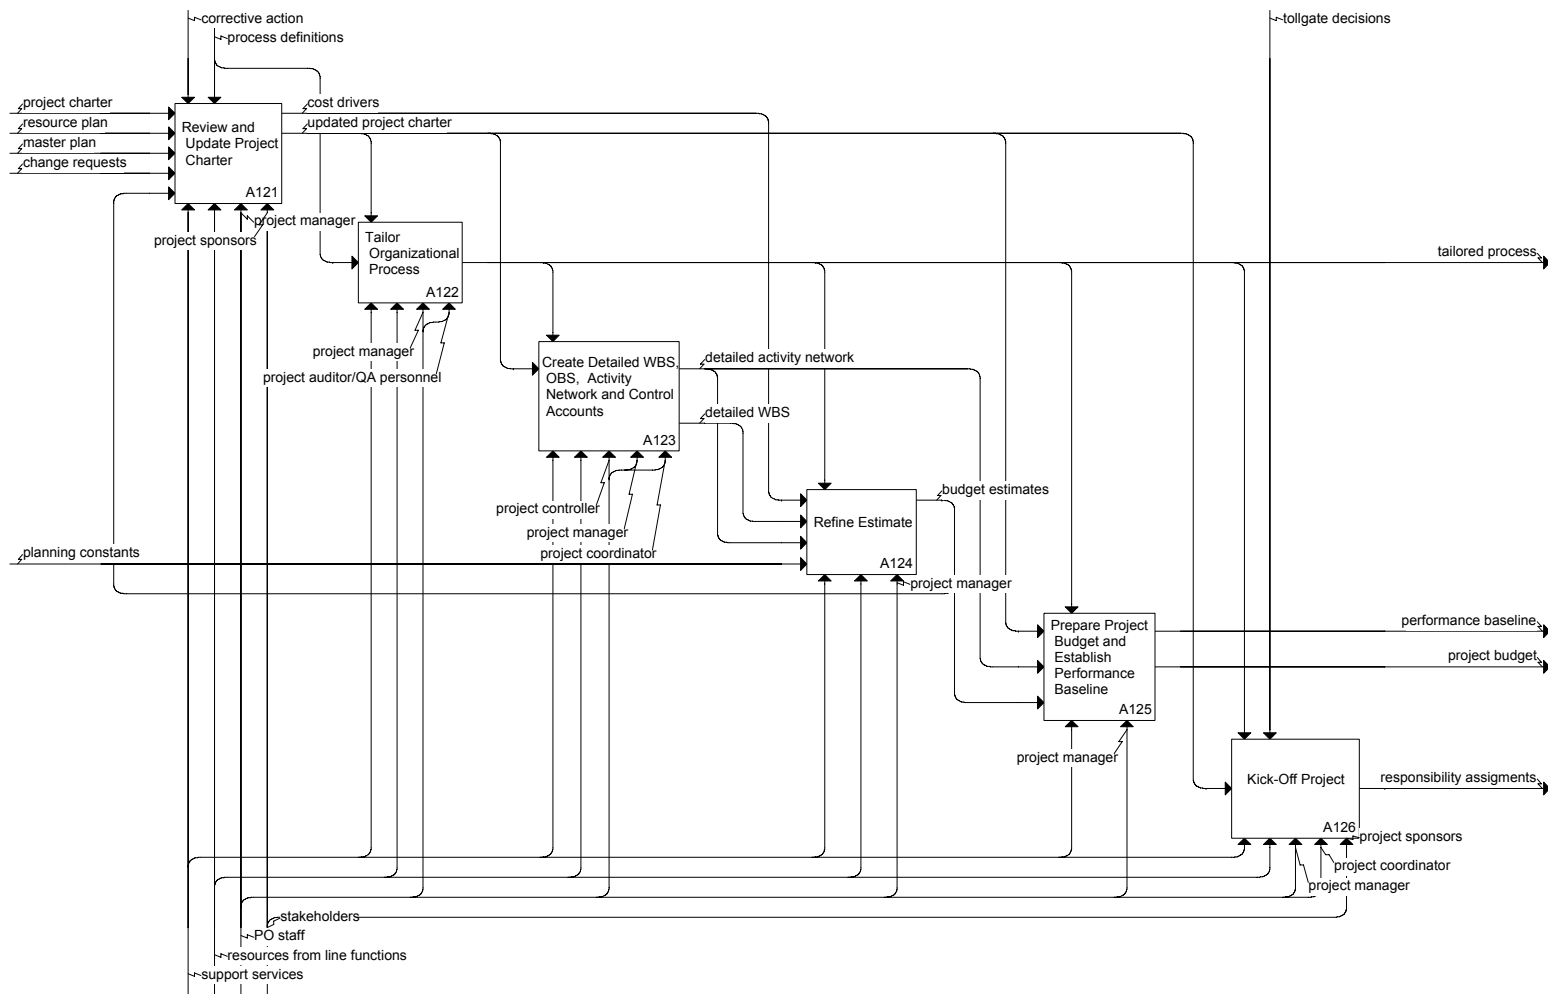 corrective action
tollgate decisions
process definitions
project charter
cost drivers
resource plan
updated project charter
Review and
Update Project
Charter
master plan
change requests
A121
project manager
project sponsors
Tailor
Organizational
Process
A122
tailored process
project manager
project auditor/QA personnel
Create Detailed WBS,
OBS, Activity
Network and Control
Accounts
A123
detailed activity network
detailed WBS
budget estimates
project controller
project manager
project coordinator
Refine Estimate
A124
planning constants
project manager
Prepare Project
Budget and
Establish
Performance
Baseline
A125
performance baseline
project budget
project manager
Kick-Off Project
A126
responsibility assigments
project sponsors
project coordinator
project manager
stakeholders
PO staff
resources from line functions
support services